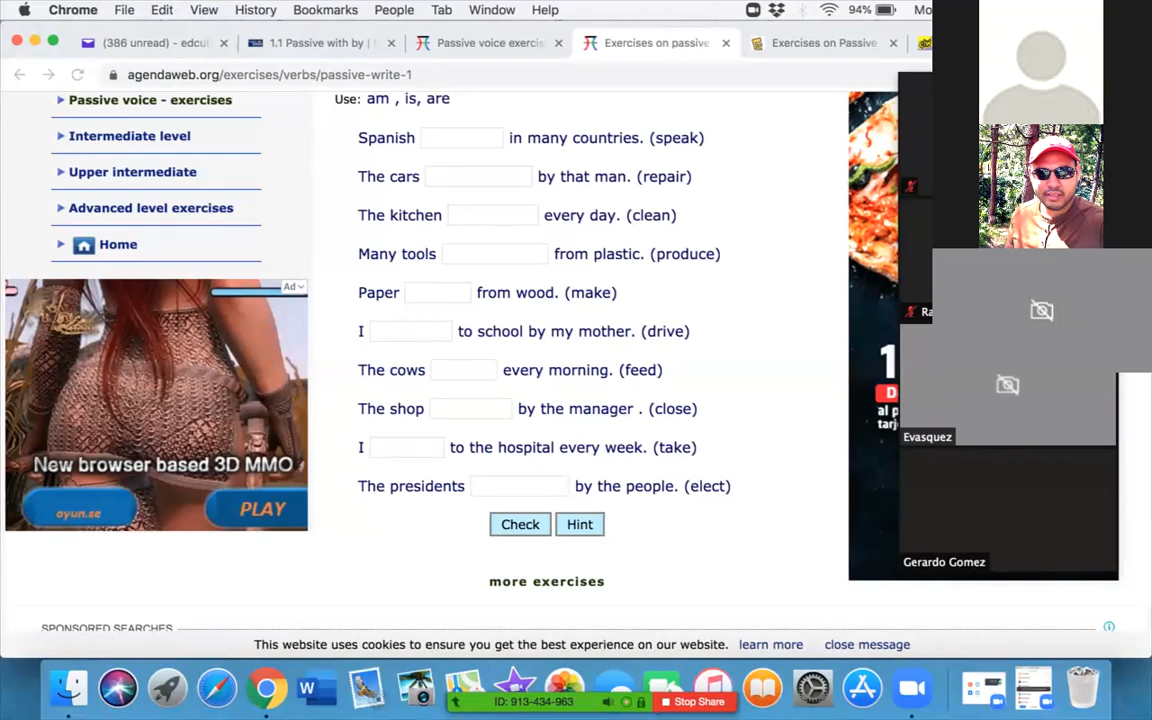 Chrome File Edit View History Bookmarks People Tab Window Help 94% Mo
(386 unread) - edcu
1.1 Passive with by | 
Passive voice exercis
Exercises on passive
Exercises on Passive
agendaweb.org/exercises/verbs/passive-write-1
Passive voice - exercises
Intermediate level
Upper intermediate
Advanced level exercises
Home
Use: am , is, are
Spanish in many countries. (speak)
The cars by that man. (repair)
The kitchen every day. (clean)
Many tools from plastic. (produce)
Paper from wood. (make)
I to school by my mother. (drive)
The cows every morning. (feed)
The shop by the manager . (close)
I to the hospital every week. (take)
The presidents by the people. (elect)
Check Hint
more exercises
Ad
New browser based 3D MMO
oyun.se
PLAY
1
D
al p
tarj
Ra
Evasquez
Gerardo Gomez
SPONSORED SEARCHES
This website uses cookies to ensure you get the best experience on our website. learn more close message
ID: 913-434-963 Stop Share